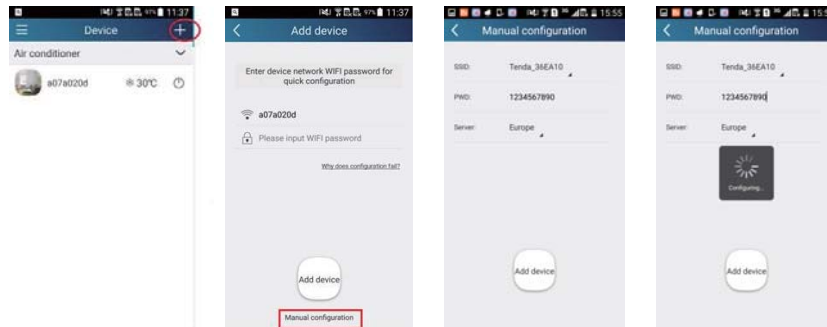 11:37
Device
Air conditioner
a07a020d
30°C
11:37
Add device
Enter device network WIFI password for
quick configuration
a07a020d
Please input WIFI password
Why does configuration fail?
Add device
Manual configuration
15:55
Manual configuration
SSID: Tenda_36EA10
PWD: 1234567890
Server: Europe
Add device
Manual configuration
SSID: Tenda_36EA10
PWD: 1234567890
Server: Europe
Configuring...
Add device